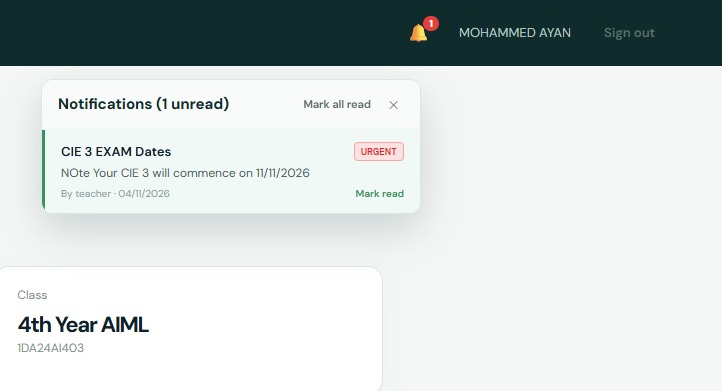 1
MOHAMMED AYAN
Sign out
Notifications (1 unread)
Mark all read
×
CIE 3 EXAM Dates
URGENT
NOte Your CIE 3 will commence on 11/11/2026
By teacher · 04/11/2026
Mark read
Class
4th Year AIML
1DA24AI403